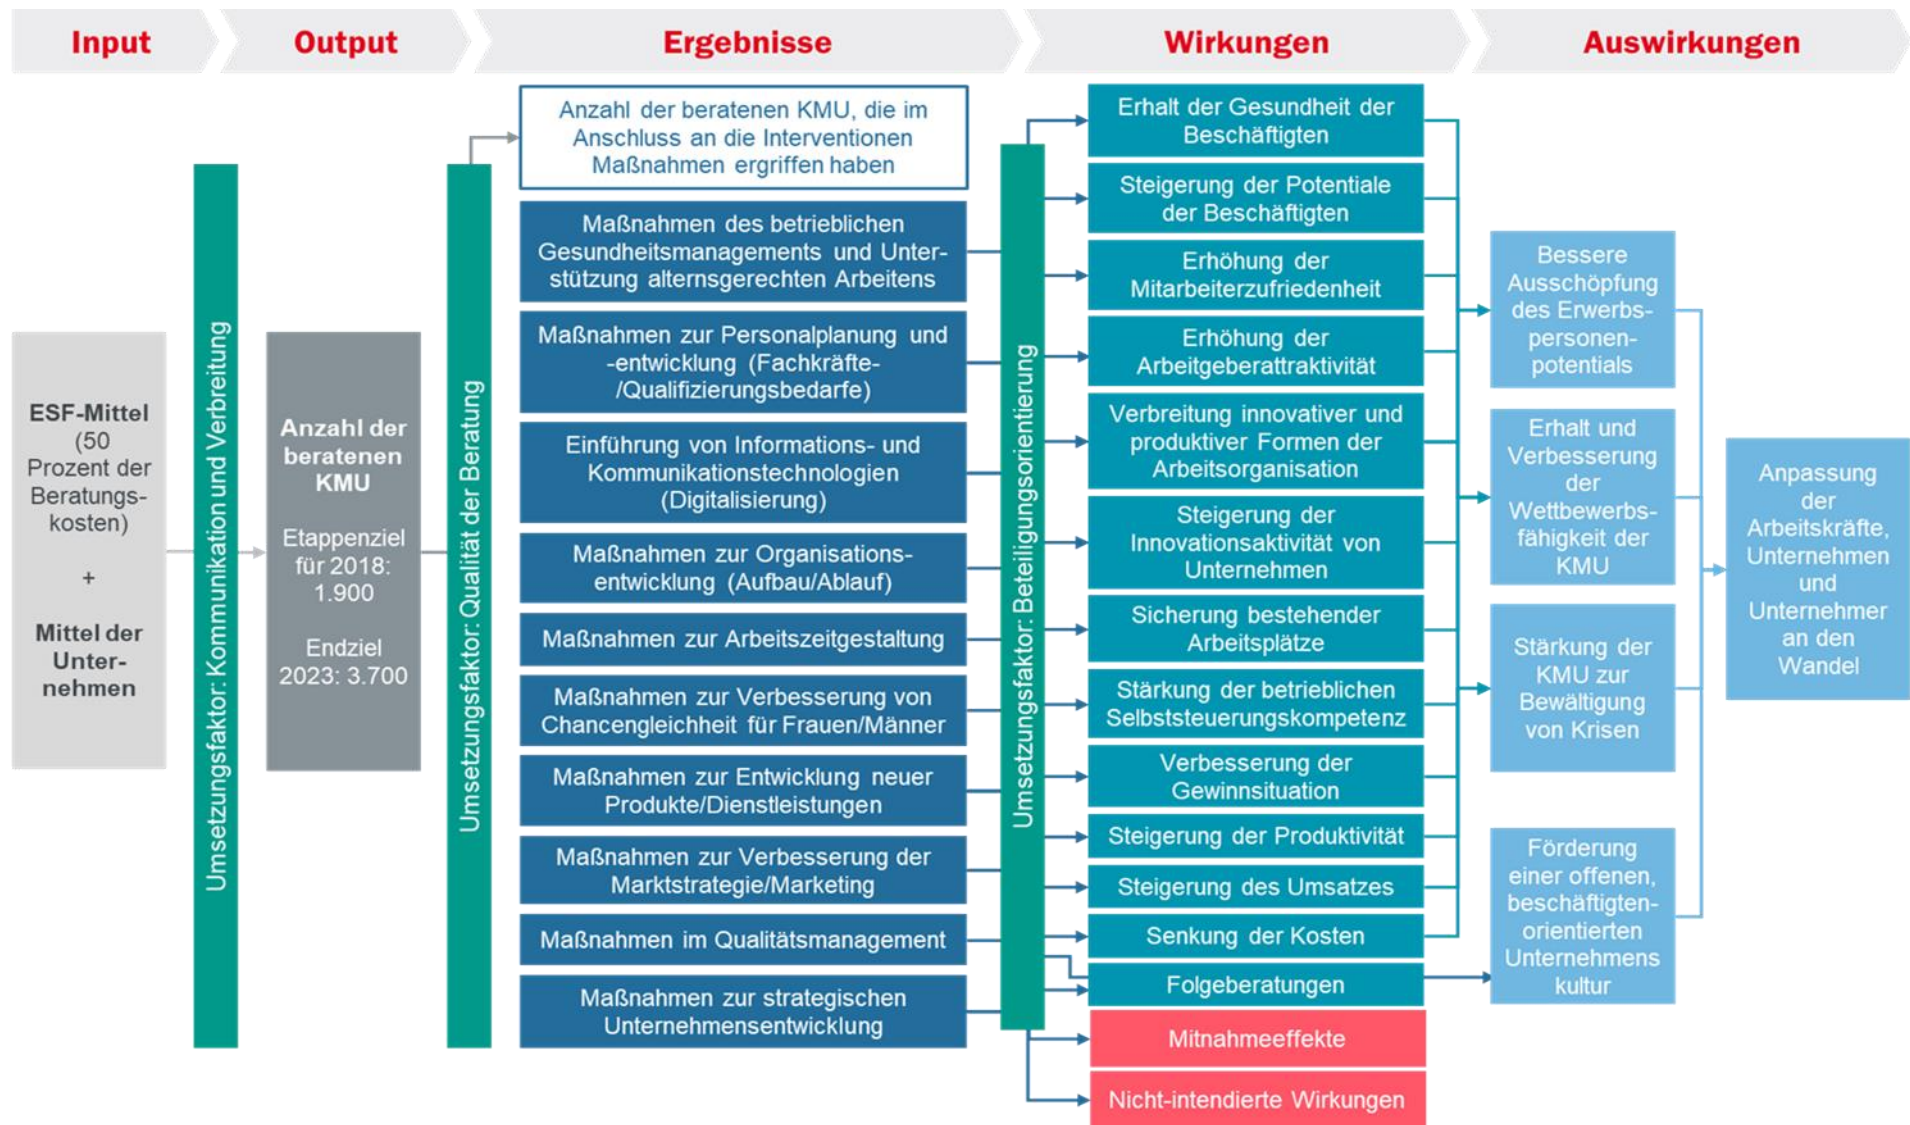 Input
Output
Ergebnisse
Wirkungen
Auswirkungen
ESF-Mittel
(50
Prozent der
Beratungs-
kosten)
+
Mittel der
Unter-
nehmen
Umsetzungsfaktor: Kommunikation und Verbreitung
Anzahl der
beratenen
KMU
Etappenziel
für 2018:
1.900
Endziel
2023: 3.700
Umsetzungsfaktor: Qualität der Beratung
Anzahl der beratenen KMU, die im
Anschluss an die Interventionen
Maßnahmen ergriffen haben
Maßnahmen des betrieblichen
Gesundheitsmanagements und Unter-
stützung alternsgerechten Arbeitens
Maßnahmen zur Personalplanung und
-entwicklung (Fachkräfte-
/Qualifizierungsbedarfe)
Einführung von Informations- und
Kommunikationstechnologien
(Digitalisierung)
Maßnahmen zur Organisations-
entwicklung (Aufbau/Ablauf)
Maßnahmen zur Arbeitszeitgestaltung
Maßnahmen zur Verbesserung von
Chancengleichheit für Frauen/Männer
Maßnahmen zur Entwicklung neuer
Produkte/Dienstleistungen
Maßnahmen zur Verbesserung der
Marktstrategie/Marketing
Maßnahmen im Qualitätsmanagement
Maßnahmen zur strategischen
Unternehmensentwicklung
Umsetzungsfaktor: Beteiligungsorientierung
Erhalt der Gesundheit der
Beschäftigten
Steigerung der Potentiale
der Beschäftigten
Erhöhung der
Mitarbeiterzufriedenheit
Erhöhung der
Arbeitgeberattraktivität
Verbreitung innovativer und
produktiver Formen der
Arbeitsorganisation
Steigerung der
Innovationsaktivität von
Unternehmen
Sicherung bestehender
Arbeitsplätze
Stärkung der betrieblichen
Selbststeuerungskompetenz
Verbesserung der
Gewinnsituation
Steigerung der Produktivität
Steigerung des Umsatzes
Senkung der Kosten
Folgeberatungen
Mitnahmeeffekte
Nicht-intendierte Wirkungen
Bessere
Ausschöpfung
des Erwerbs-
personen-
potentials
Erhalt und
Verbesserung
der
Wettbewerbs-
fähigkeit der
KMU
Stärkung der
KMU zur
Bewältigung
von Krisen
Förderung
einer offenen,
beschäftigten-
orientierten
Unternehmens
kultur
Anpassung
der
Arbeitskräfte,
Unternehmen
und
Unternehmer
an den
Wandel